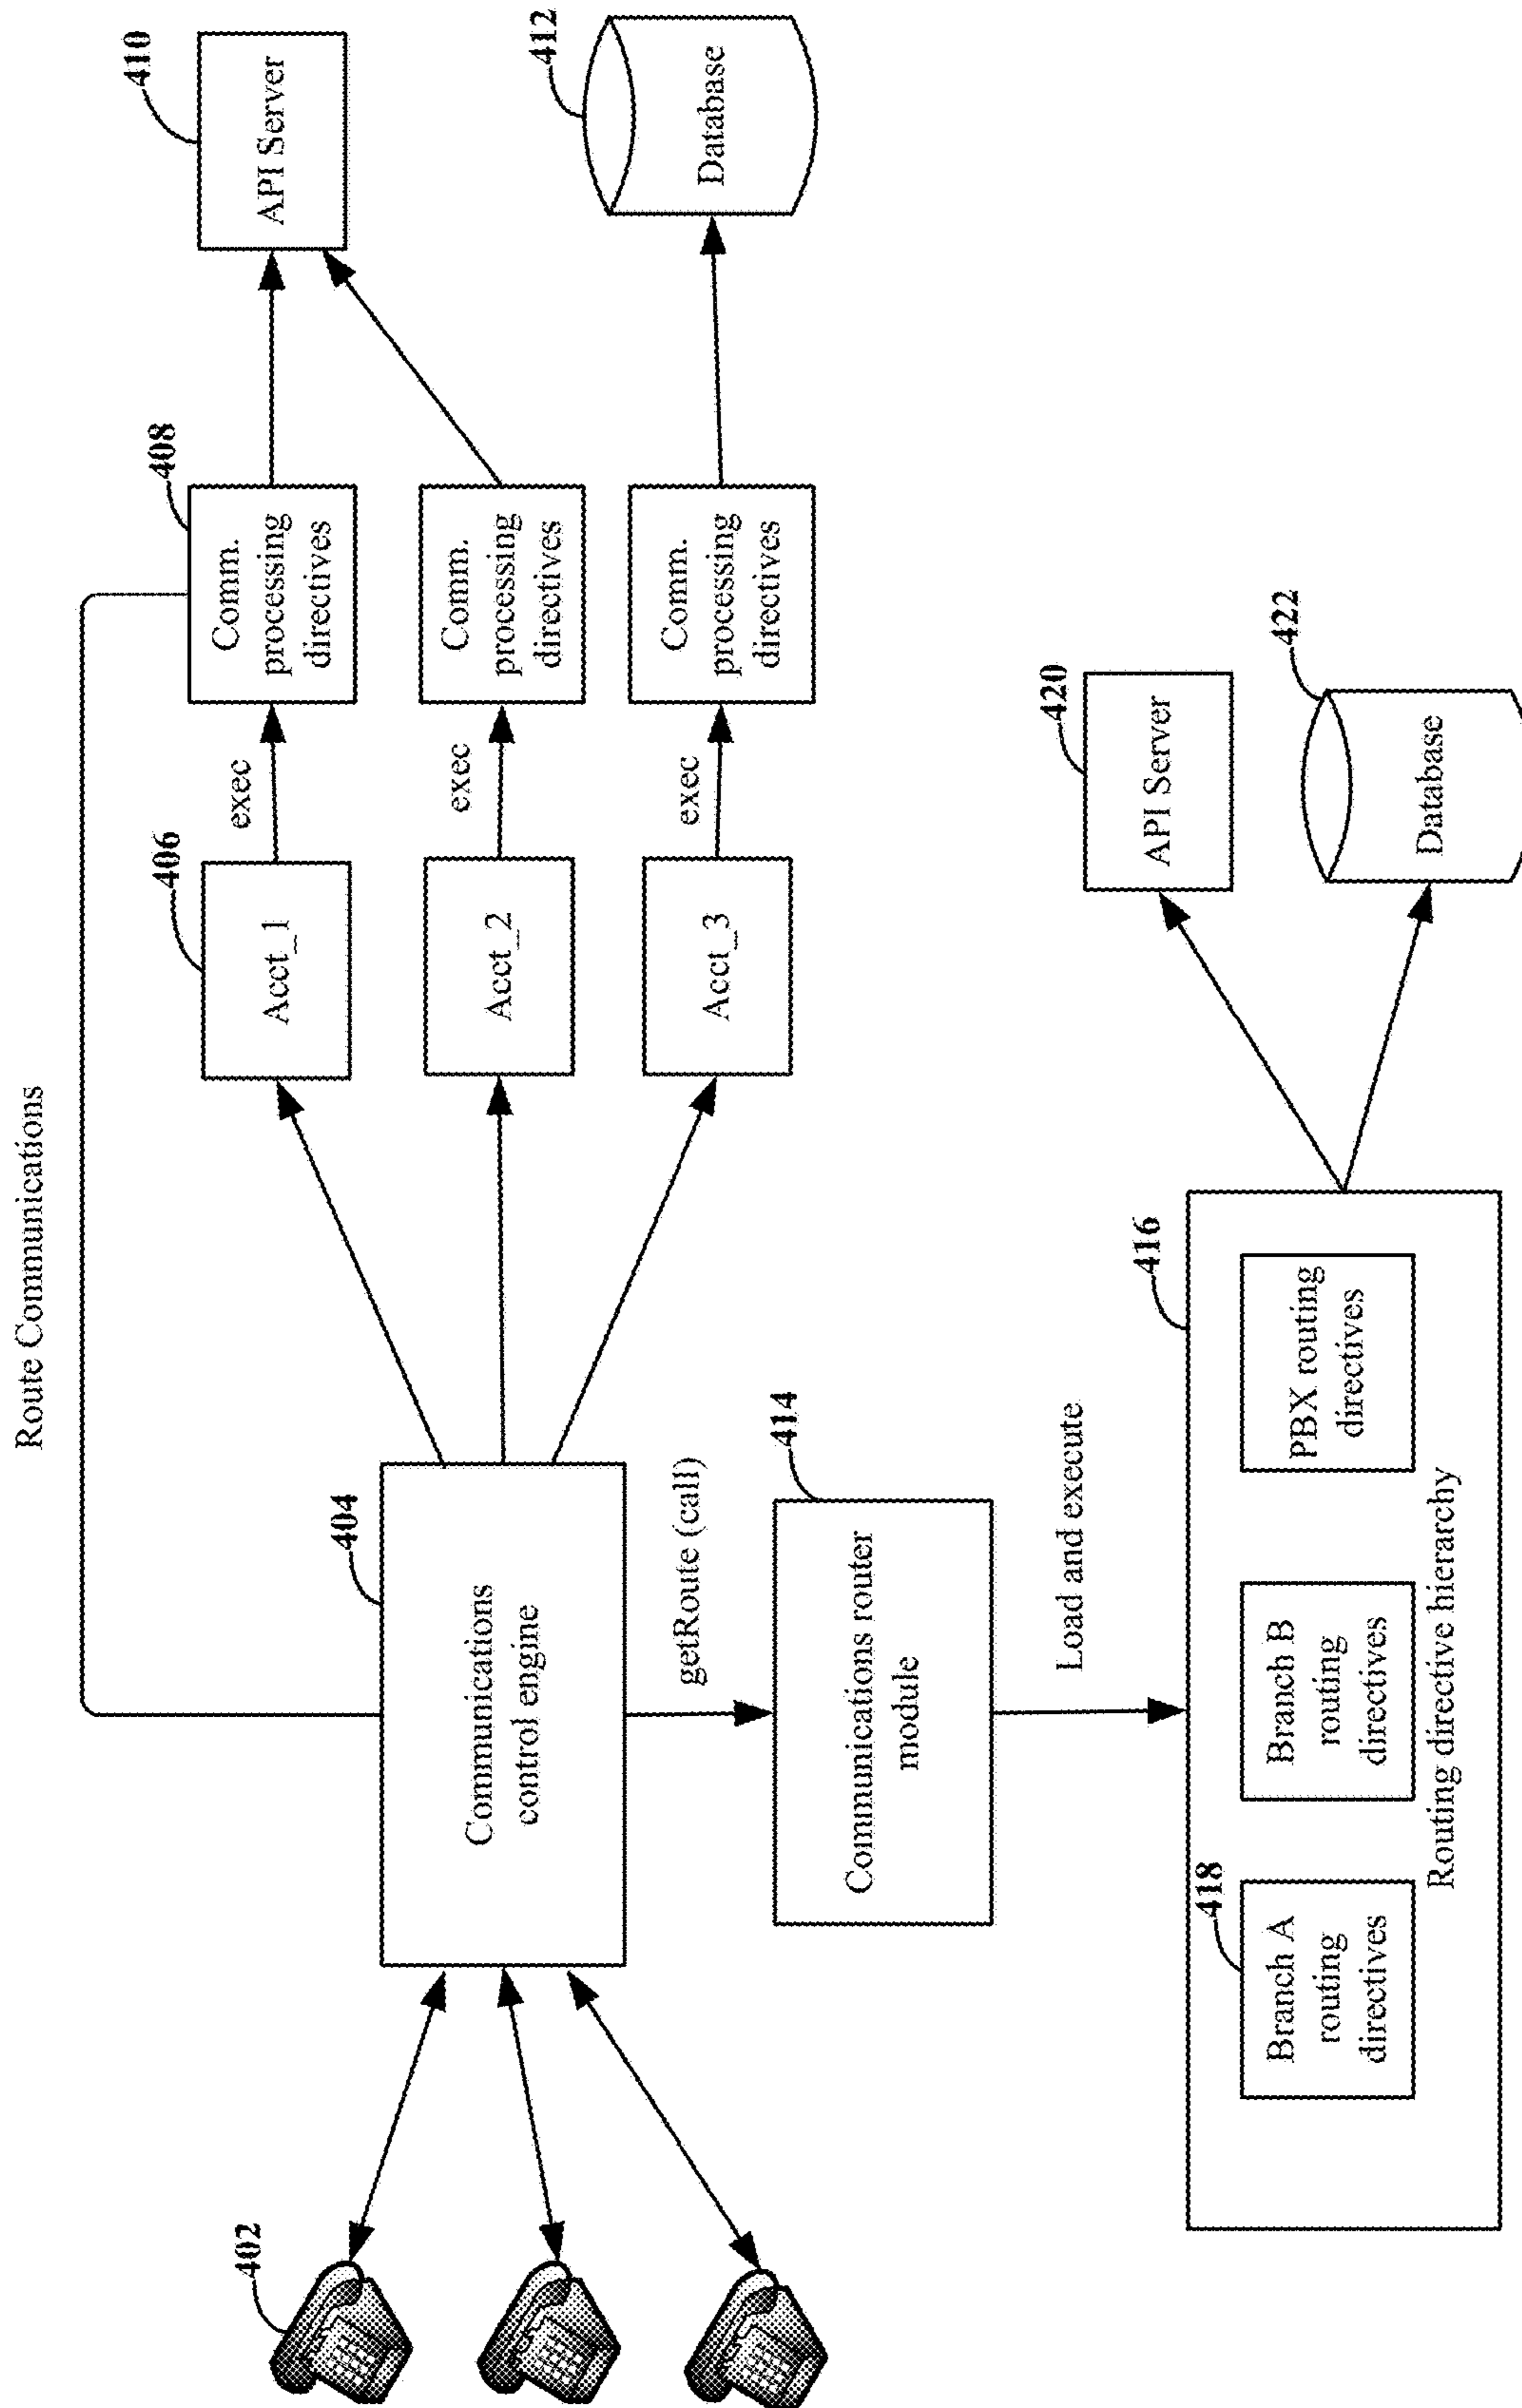 Route Communications
402
404
Communications
control engine
406
Acct_1
exec
408
Comm.
processing
directives
410
API Server
Acct_2
exec
Comm.
processing
directives
Acct_3
exec
Comm.
processing
directives
412
Database
getRoute (call)
414
Communications router
module
Load and execute
416
418
Branch A
routing
directives
Branch B
routing
directives
PBX routing
directives
Routing directive hierarchy
420
API Server
422
Database